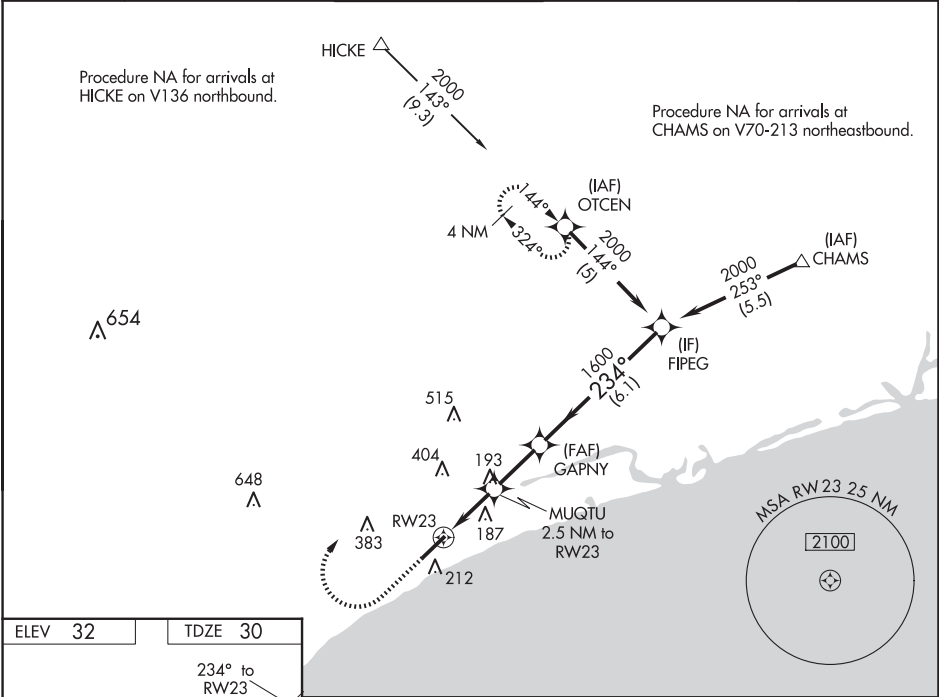 HICKE
2000
143°
(9.3)
Procedure NA for arrivals at
HICKE on V136 northbound.
Procedure NA for arrivals at
CHAMS on V70-213 northeastbound.
(IAF)
OTCEN
144°
4 NM
324°
2000
144°
(5)
(IAF)
CHAMS
2000
253°
(5.5)
654
(IF)
FIPEG
1600
234°
(6.1)
515
(FAF)
GAPNY
404
193
648
MUQTU
2.5 NM to
RW23
RW23
383
187
212
MSA RW23 25 NM
2100
ELEV 32
TDZE 30
234° to
RW23